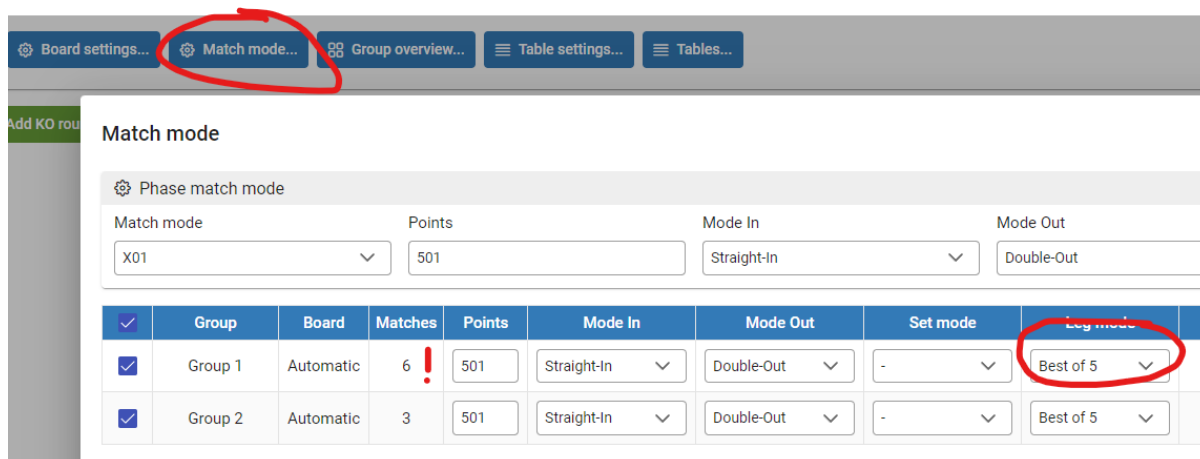 Board settings... Match mode... Group overview... Table settings... Tables...
Add KO rou
Match mode
Phase match mode
Match mode Points Mode In Mode Out
X01 501 Straight-In Double-Out
Group Board Matches Points Mode In Mode Out Set mode Leg mode
Group 1 Automatic 6 ! 501 Straight-In Double-Out - Best of 5
Group 2 Automatic 3 501 Straight-In Double-Out - Best of 5